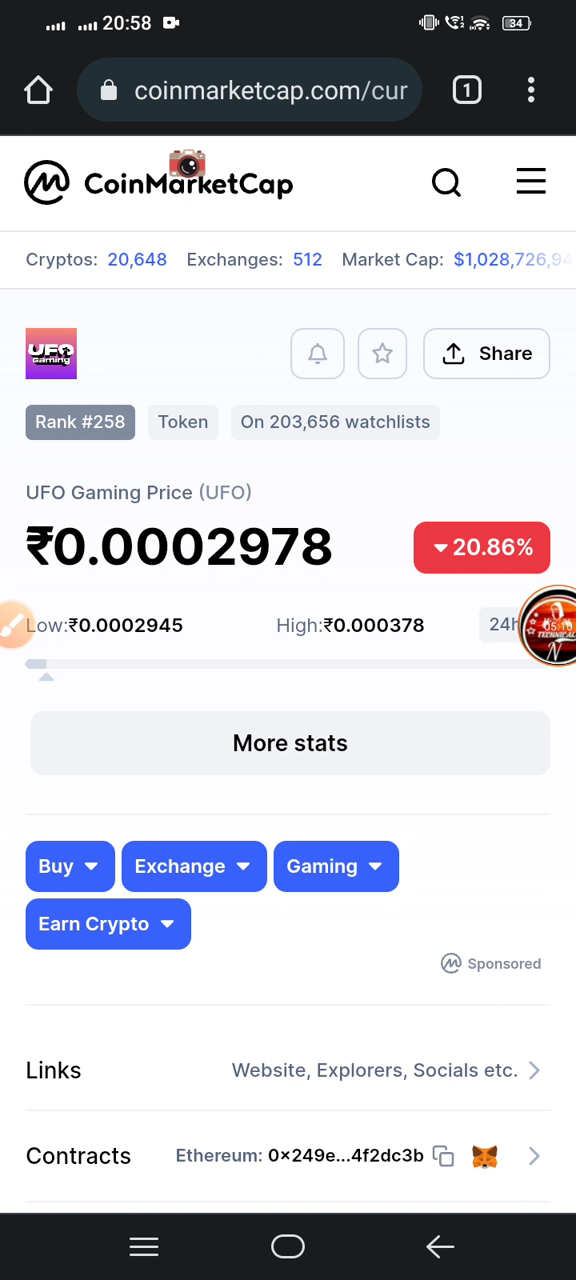 20:58 34
coinmarketcap.com/cur 1
CoinMarketCap
Cryptos: 20,648 Exchanges: 512 Market Cap: $1,028,726,94
UFO
Gaming
Share
Rank #258 Token On 203,656 watchlists
UFO Gaming Price (UFO)
₹0.0002978 20.86%
Low:₹0.0002945 High:₹0.000378 24h
05:10
TECHNICAL
N
More stats
Buy Exchange Gaming
Earn Crypto
Sponsored
Links Website, Explorers, Socials etc.
Contracts Ethereum: 0x249e...4f2dc3b